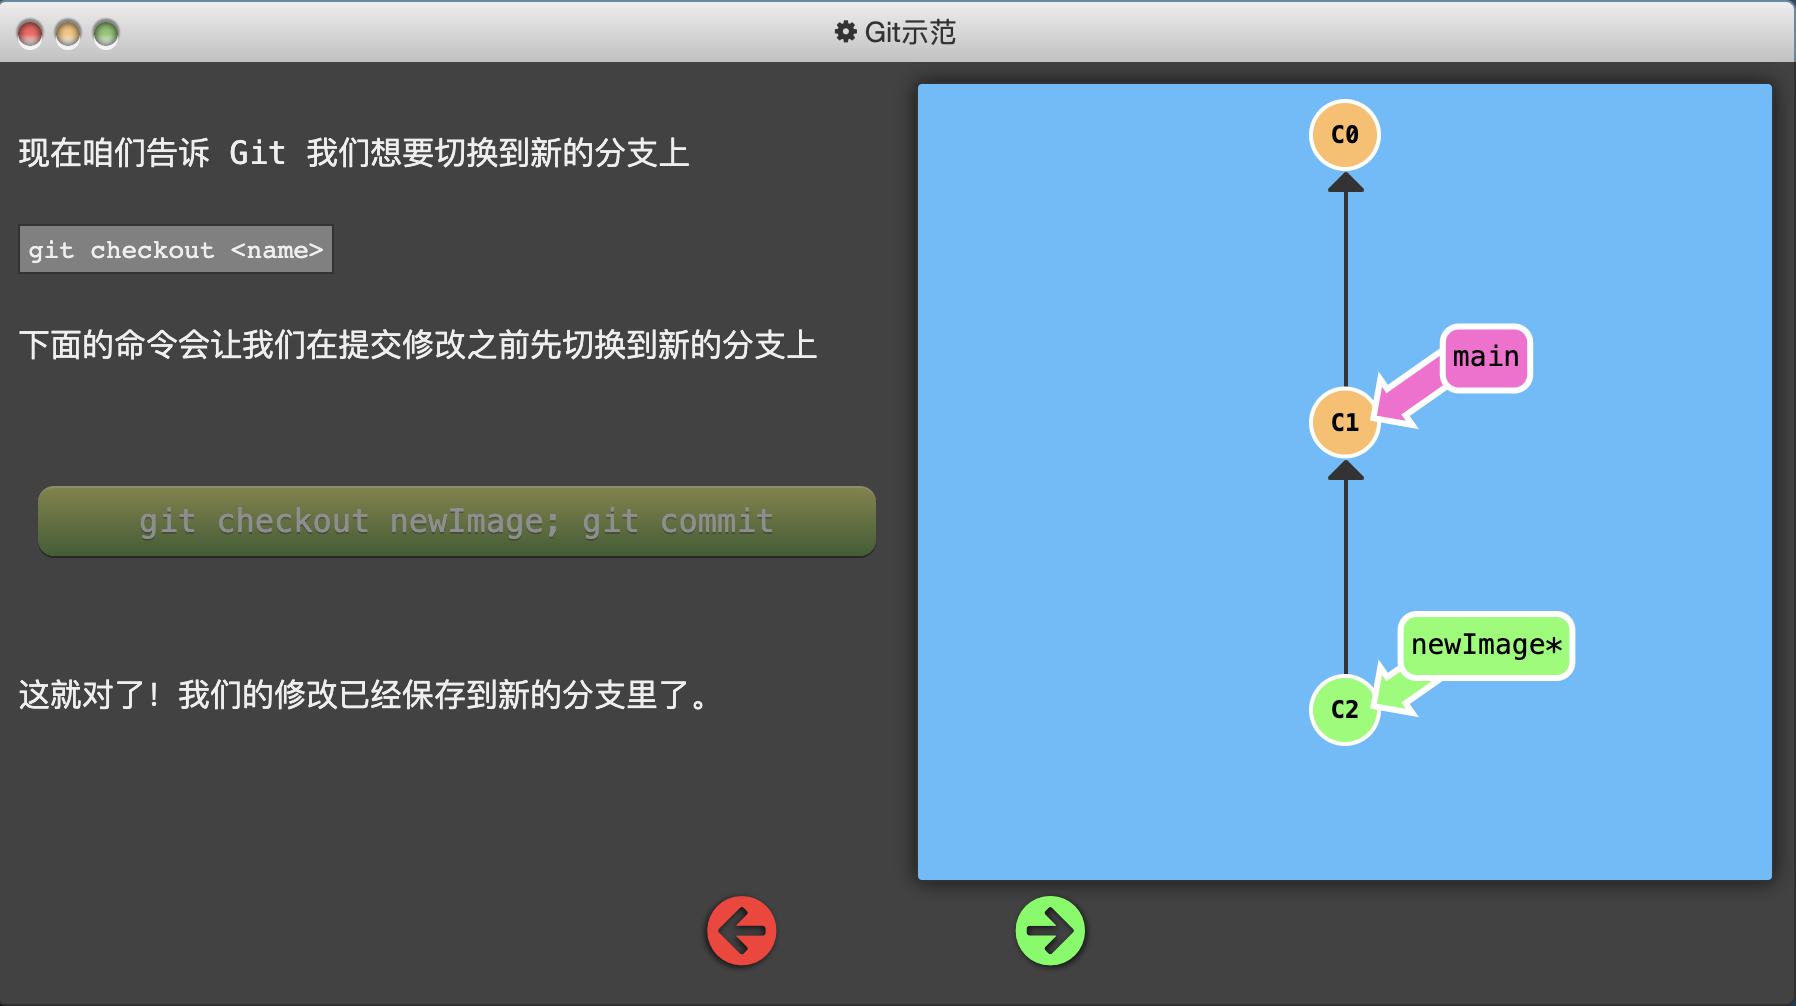 Git示范
现在咱们告诉 Git 我们想要切换到新的分支上
git checkout <name>
下面的命令会让我们在提交修改之前先切换到新的分支上
git checkout newImage; git commit
这就对了！我们的修改已经保存到新的分支里了。
C0
main
C1
newImage*
C2